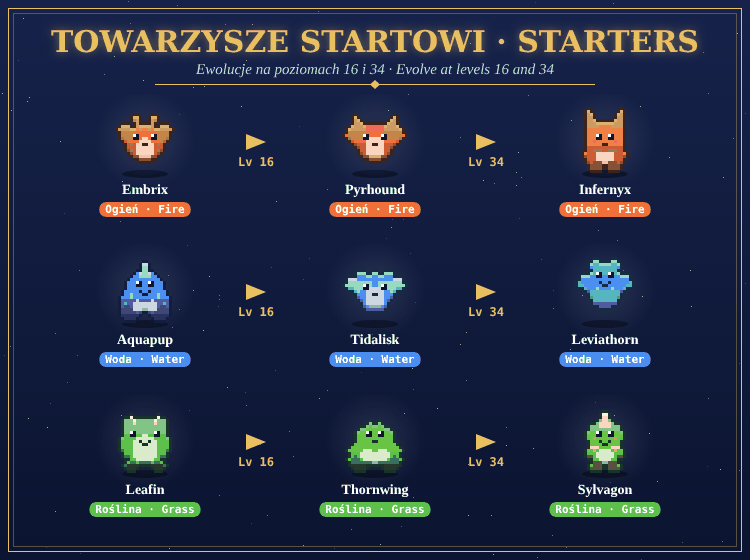 TOWARZYSZE STARTOWI · STARTERS
Ewolucje na poziomach 16 i 34 · Evolve at levels 16 and 34
Lv 16
Lv 34
Embrix
Pyrhound
Infernyx
Ogień · Fire
Ogień · Fire
Ogień · Fire
Lv 16
Lv 34
Aquapup
Tidalisk
Leviathorn
Woda · Water
Woda · Water
Woda · Water
Lv 16
Lv 34
Leafin
Thornwing
Sylvagon
Roślina · Grass
Roślina · Grass
Roślina · Grass